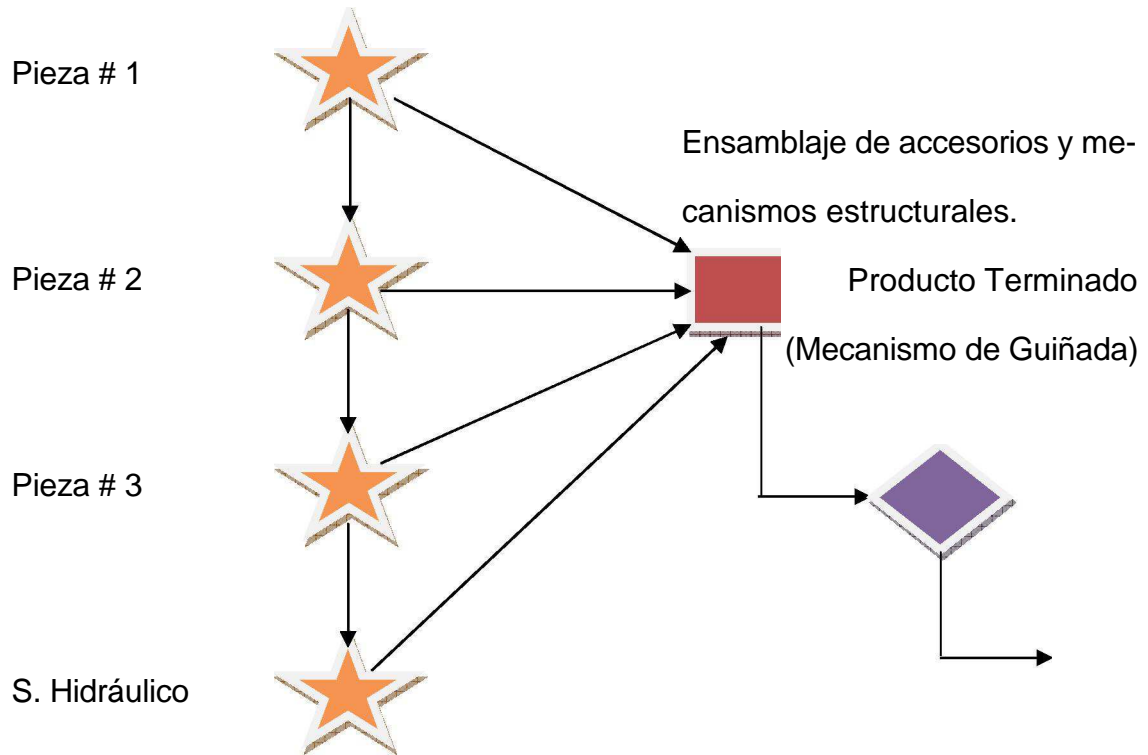 Pieza # 1
Ensamblaje de accesorios y me-
canismos estructurales.
Pieza # 2
Producto Terminado
(Mecanismo de Guiñada)
Pieza # 3
S. Hidráulico